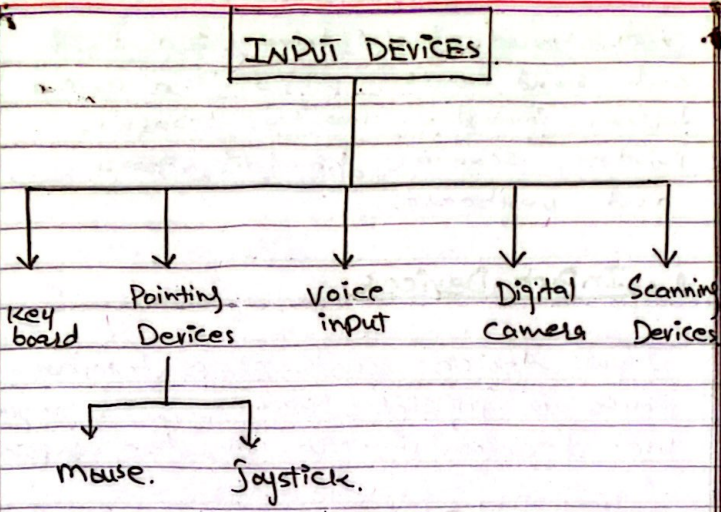 INPUT DEVICES.
Key
board
Pointing
Devices
Voice
input
Digital
Camera
Scanning
Devices
Mouse.
Joystick.